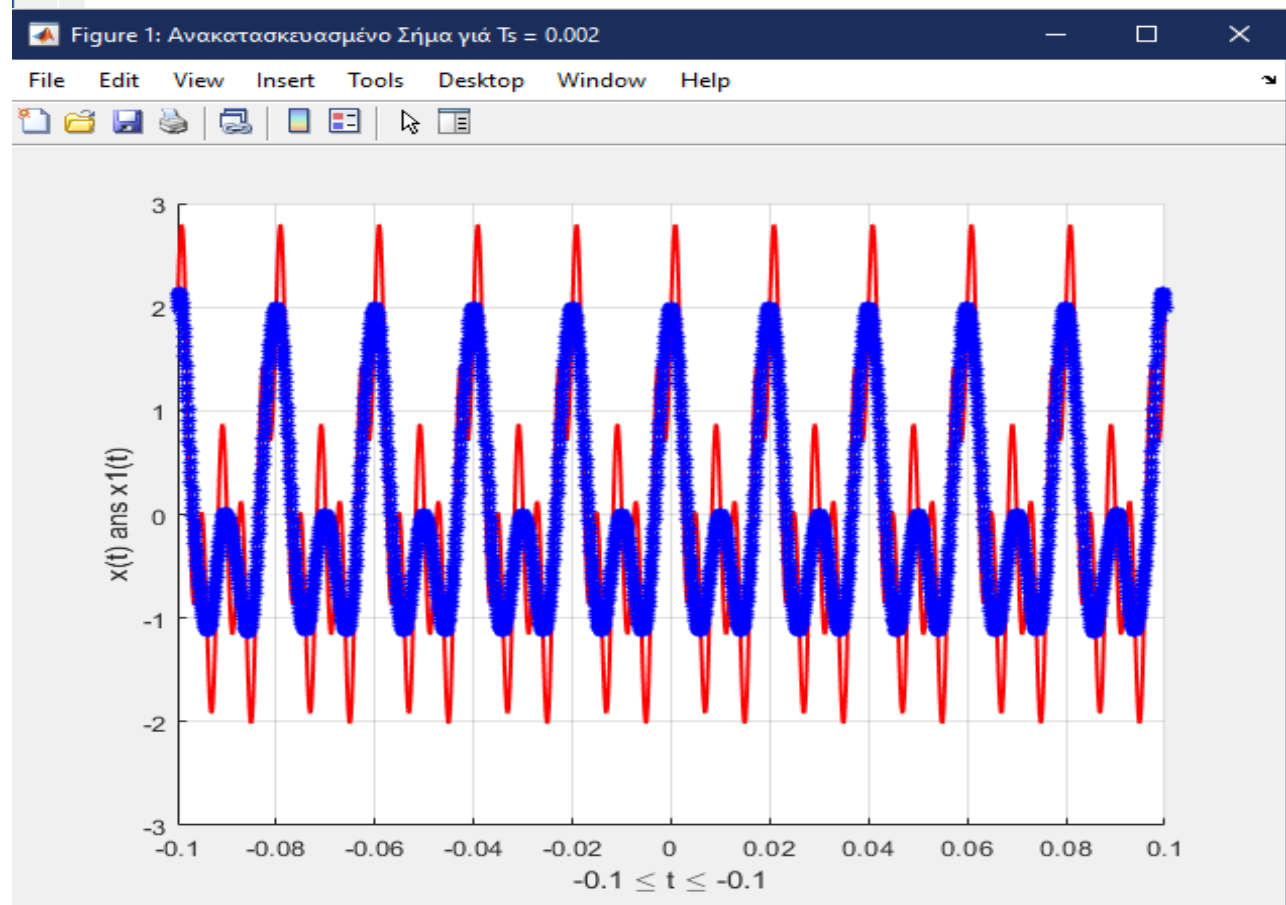 Figure 1: Ανακατασκευασμένο Σήμα γιά Ts = 0.002
File Edit View Insert Tools Desktop Window Help
3
2
1
0
-1
-2
-3
x(t) ans x1(t)
-0.1 -0.08 -0.06 -0.04 -0.02 0 0.02 0.04 0.06 0.08 0.1
-0.1 ≤ t ≤ -0.1